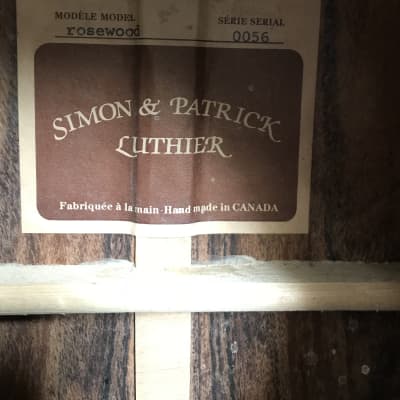 MODÈLE MODEL SÉRIE SERIAL
rosewood 0056
SIMON & PATRICK
LUTHIER
Fabriquée à la main-Hand made in CANADA